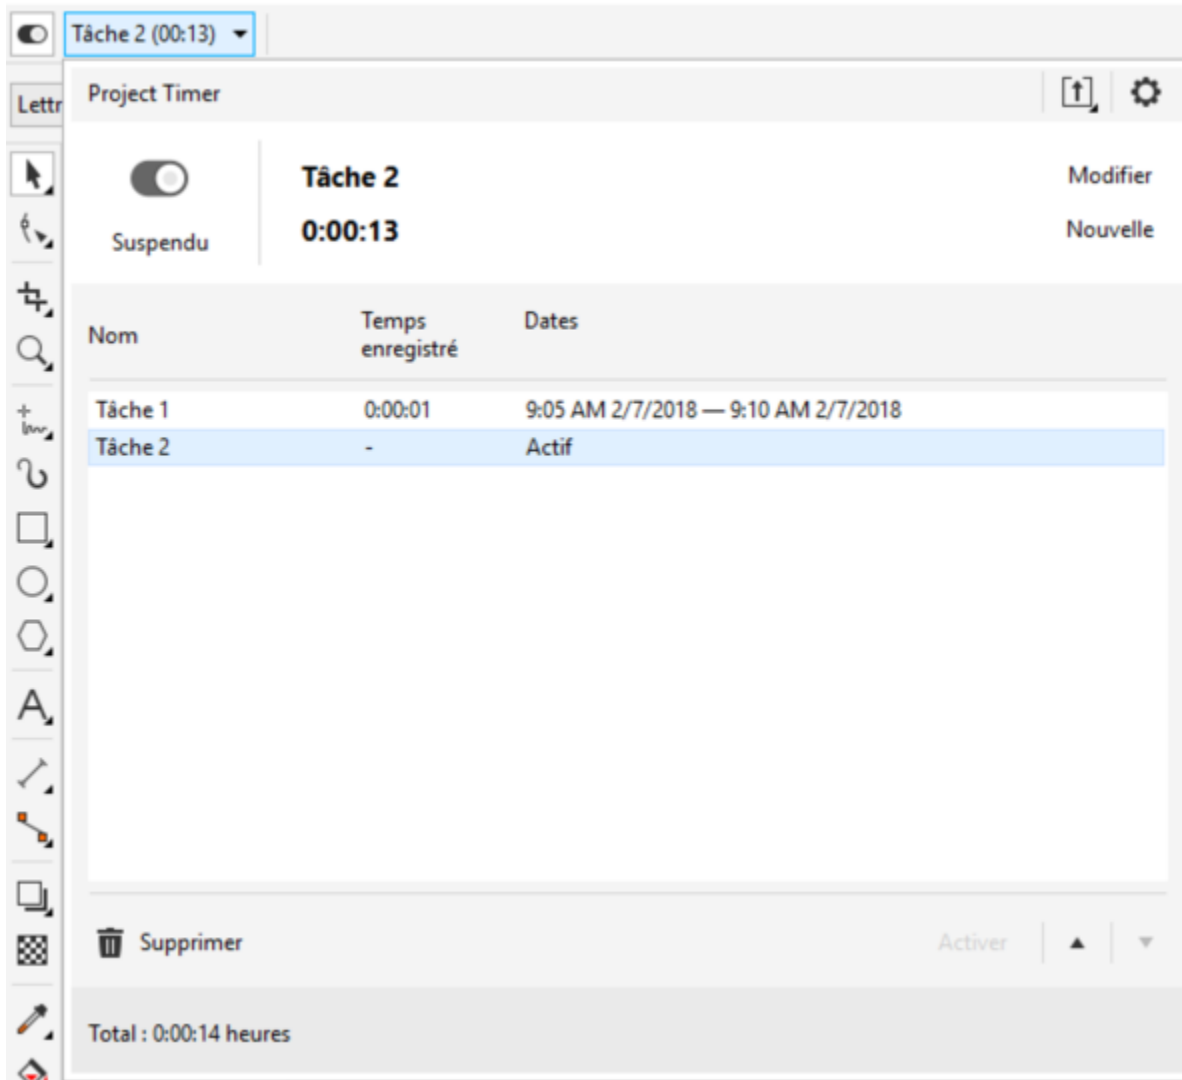 Tâche 2 (00:13)
Lettr
Project Timer
Tâche 2
Modifier
Suspendu
0:00:13
Nouvelle
Nom
Temps
enregistré
Dates
Tâche 1 0:00:01 9:05 AM 2/7/2018 — 9:10 AM 2/7/2018
Tâche 2 - Actif
Supprimer
Activer
Total : 0:00:14 heures